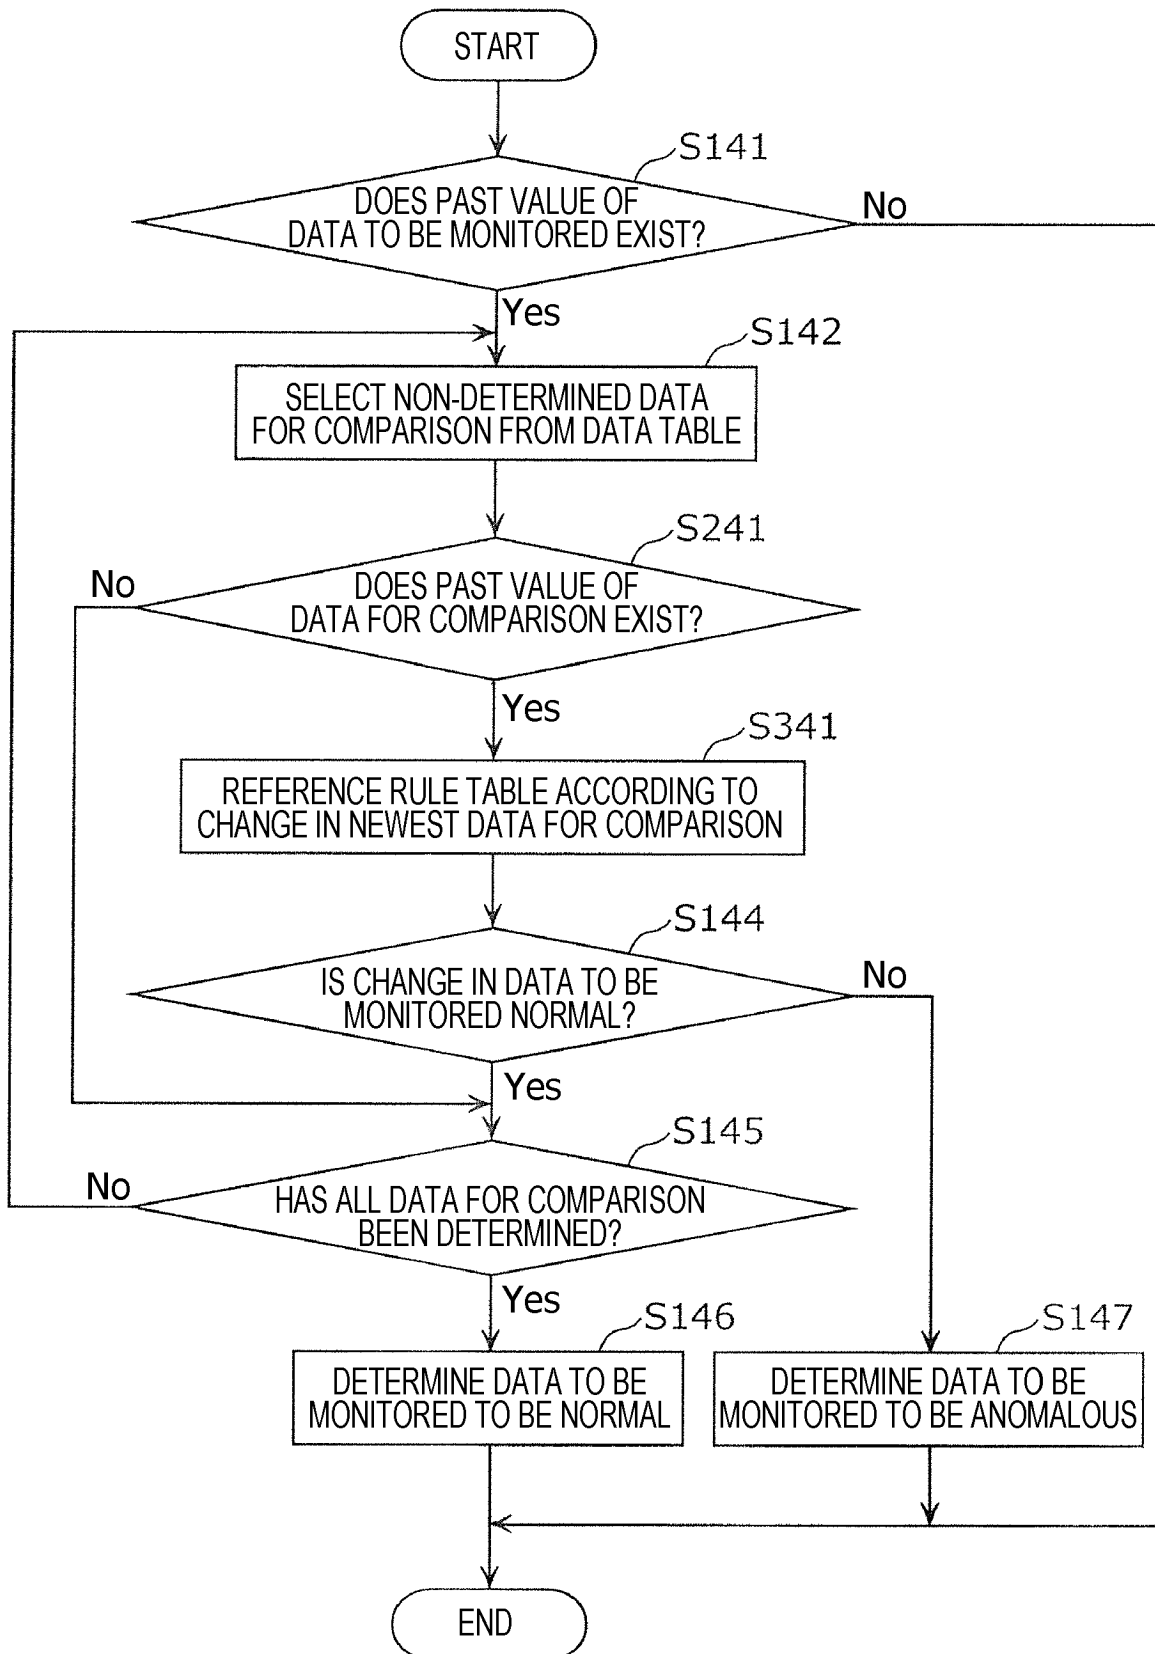 START
S141
DOES PAST VALUE OF
DATA TO BE MONITORED EXIST?
No
Yes
S142
SELECT NON-DETERMINED DATA
FOR COMPARISON FROM DATA TABLE
S241
No
DOES PAST VALUE OF
DATA FOR COMPARISON EXIST?
Yes
S341
REFERENCE RULE TABLE ACCORDING TO
CHANGE IN NEWEST DATA FOR COMPARISON
S144
IS CHANGE IN DATA TO BE
MONITORED NORMAL?
No
Yes
S145
No
HAS ALL DATA FOR COMPARISON
BEEN DETERMINED?
Yes
S146
DETERMINE DATA TO BE
MONITORED TO BE NORMAL
S147
DETERMINE DATA TO BE
MONITORED TO BE ANOMALOUS
END